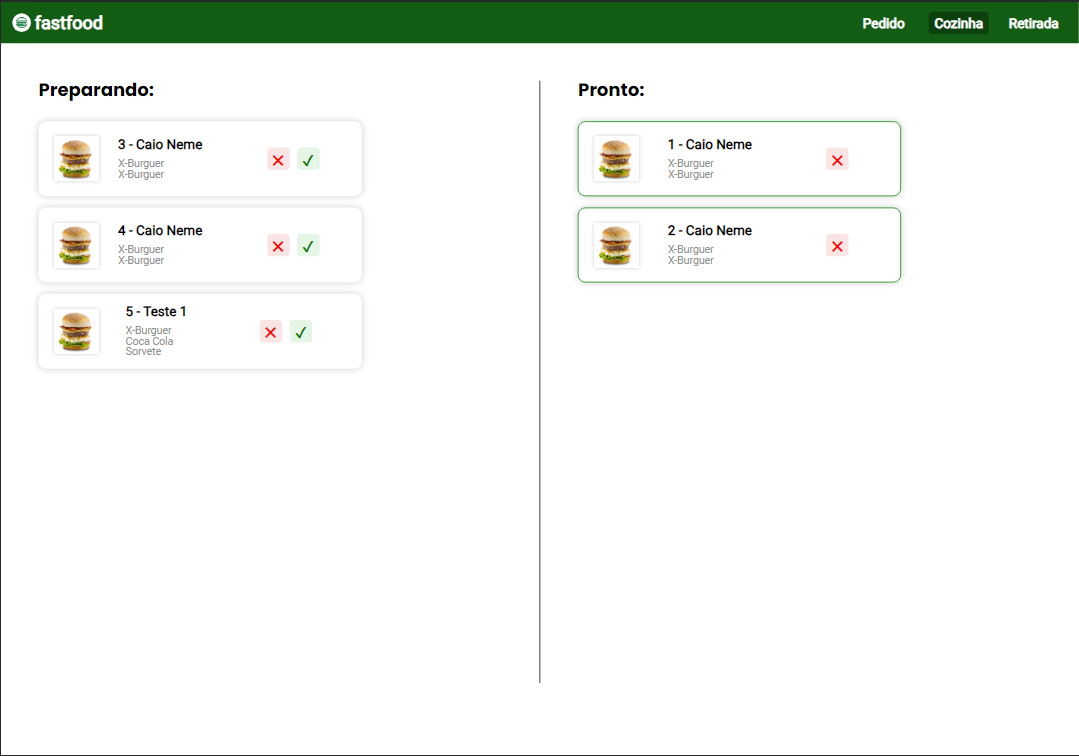 fastfood
Pedido
Cozinha
Retirada
Preparando:
3 - Caio Neme
X-Burguer
X-Burguer
4 - Caio Neme
X-Burguer
X-Burguer
5 - Teste 1
X-Burguer
Coca Cola
Sorvete
Pronto:
1 - Caio Neme
X-Burguer
X-Burguer
2 - Caio Neme
X-Burguer
X-Burguer